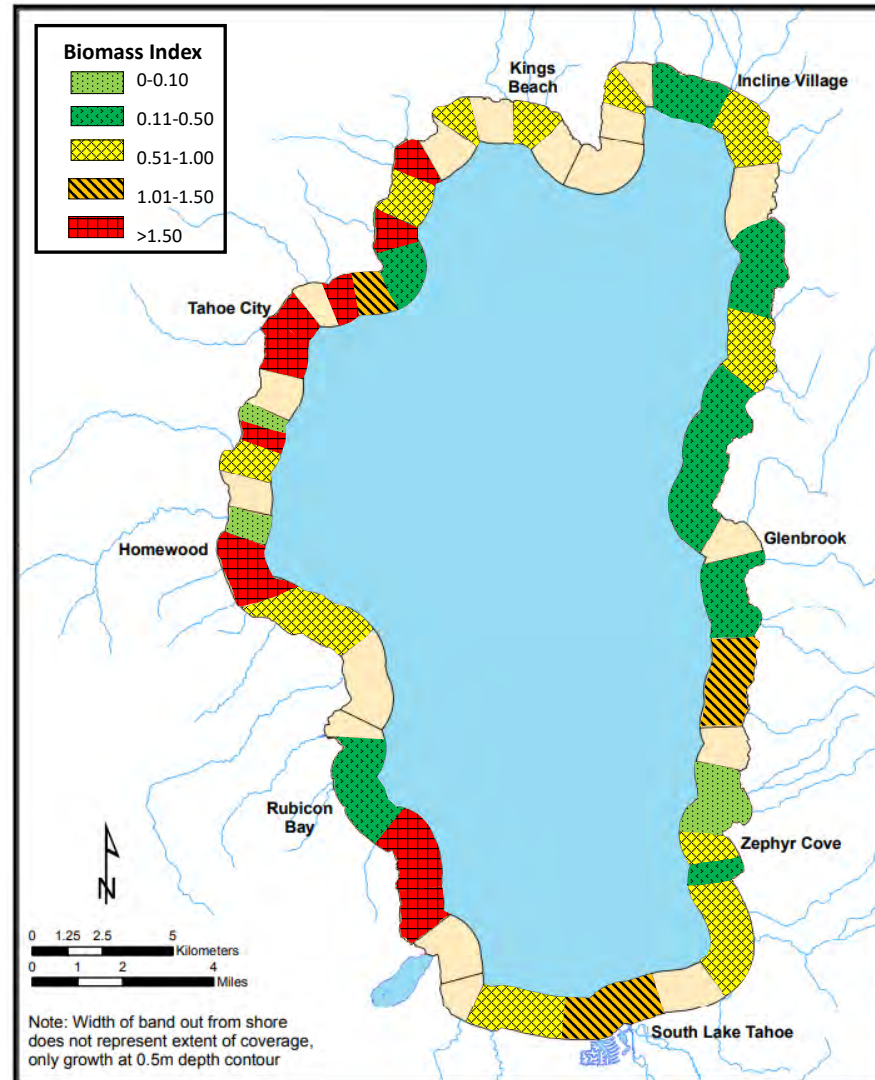 Biomass Index
0-0.10
0.11-0.50
0.51-1.00
1.01-1.50
>1.50
Kings
Beach
Incline Village
Tahoe City
Homewood
Glenbrook
Rubicon
Bay
Zephyr Cove
N
0 1.25 2.5 5
Kilometers
0 1 2 4
Miles
South Lake Tahoe
Note: Width of band out from shore
does not represent extent of coverage,
only growth at 0.5m depth contour